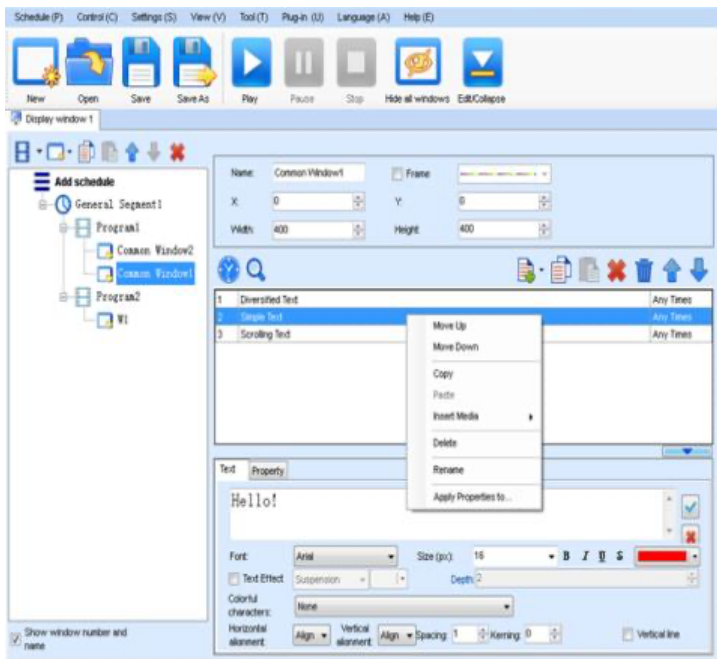 Schedule (P) Control (C) Settings (S) View (V) Tool (T) Plug-in (U) Language (A) Help (E)
New Open Save Save As Play Pause Stop Hide all windows Edit/Collapse
Display window 1
Add schedule
General Segment1
Program1
Common Window2
Common Window1
Program2
W1
Show window number and name
Name: Common Window1 Frame
X: 0 Y: 0
Width: 400 Height: 400
1 Diversified Text Any Times
2 Simple Text Any Times
3 Scrolling Text Any Times
Move Up
Move Down
Copy
Paste
Insert Media
Delete
Rename
Apply Properties to...
Text Property
Hello!
Font: Arial Size (px): 16 B I U S
Text Effect Suspension Depth: 2
Colorful characters: None
Horizontal alignment: Align Vertical alignment: Align Spacing: 1 Kerning: 0 Vertical line